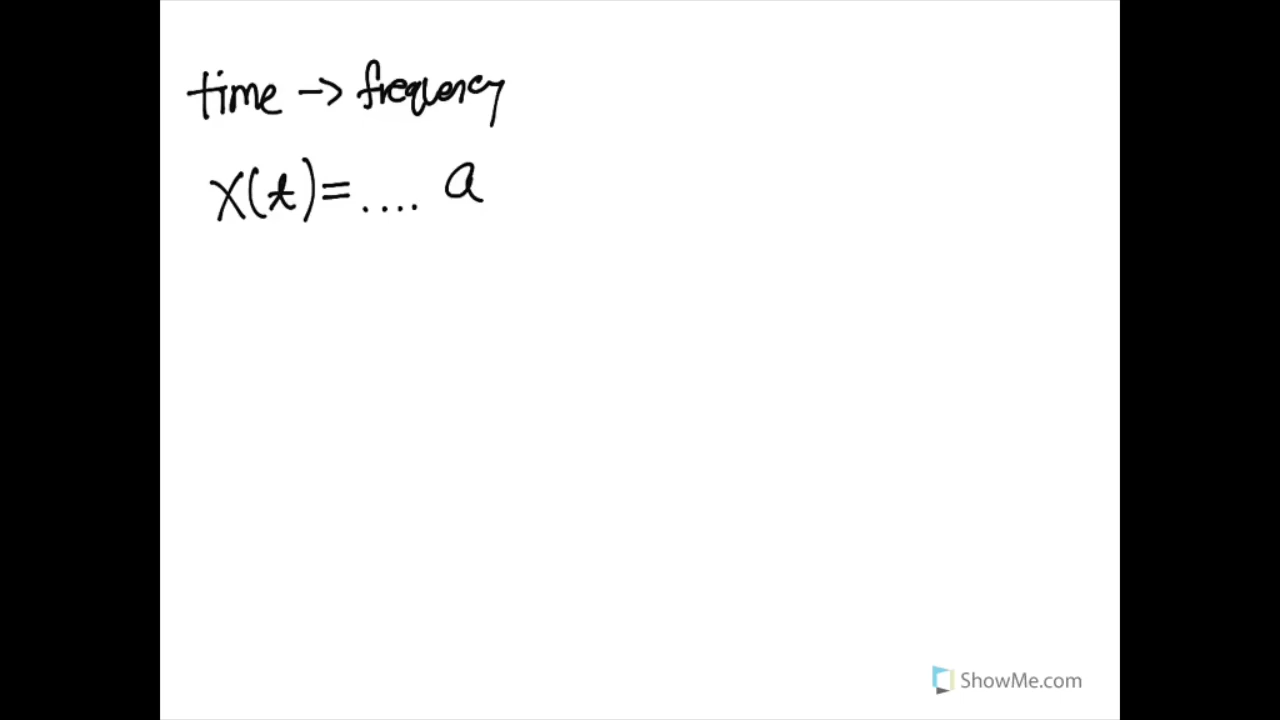 time → frequency
x(t) = .... a
ShowMe.com